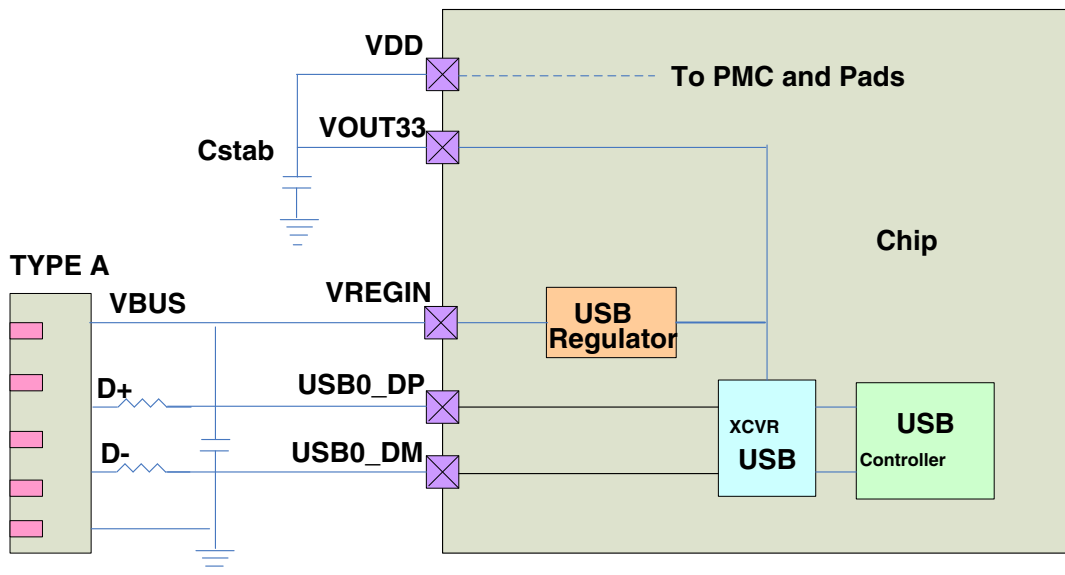 VDD
To PMC and Pads
VOUT33
Cstab
Chip
TYPE A
VBUS
VREGIN
USB
Regulator
D+
USB0_DP
D-
USB0_DM
XCVR
USB
USB
Controller